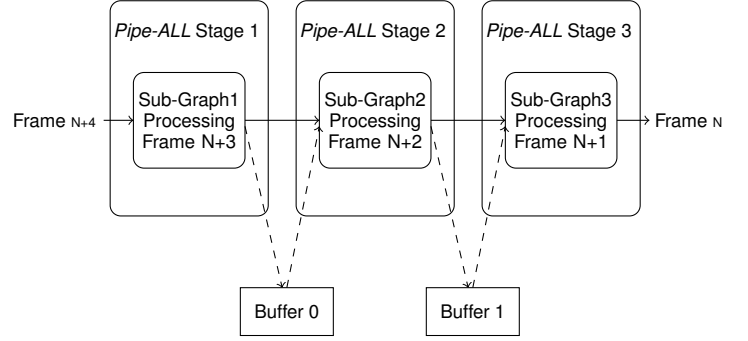 Pipe-ALL Stage 1
Pipe-ALL Stage 2
Pipe-ALL Stage 3
Frame N+4
Sub-Graph1
Processing
Frame N+3
Sub-Graph2
Processing
Frame N+2
Sub-Graph3
Processing
Frame N+1
Frame N
Buffer 0
Buffer 1